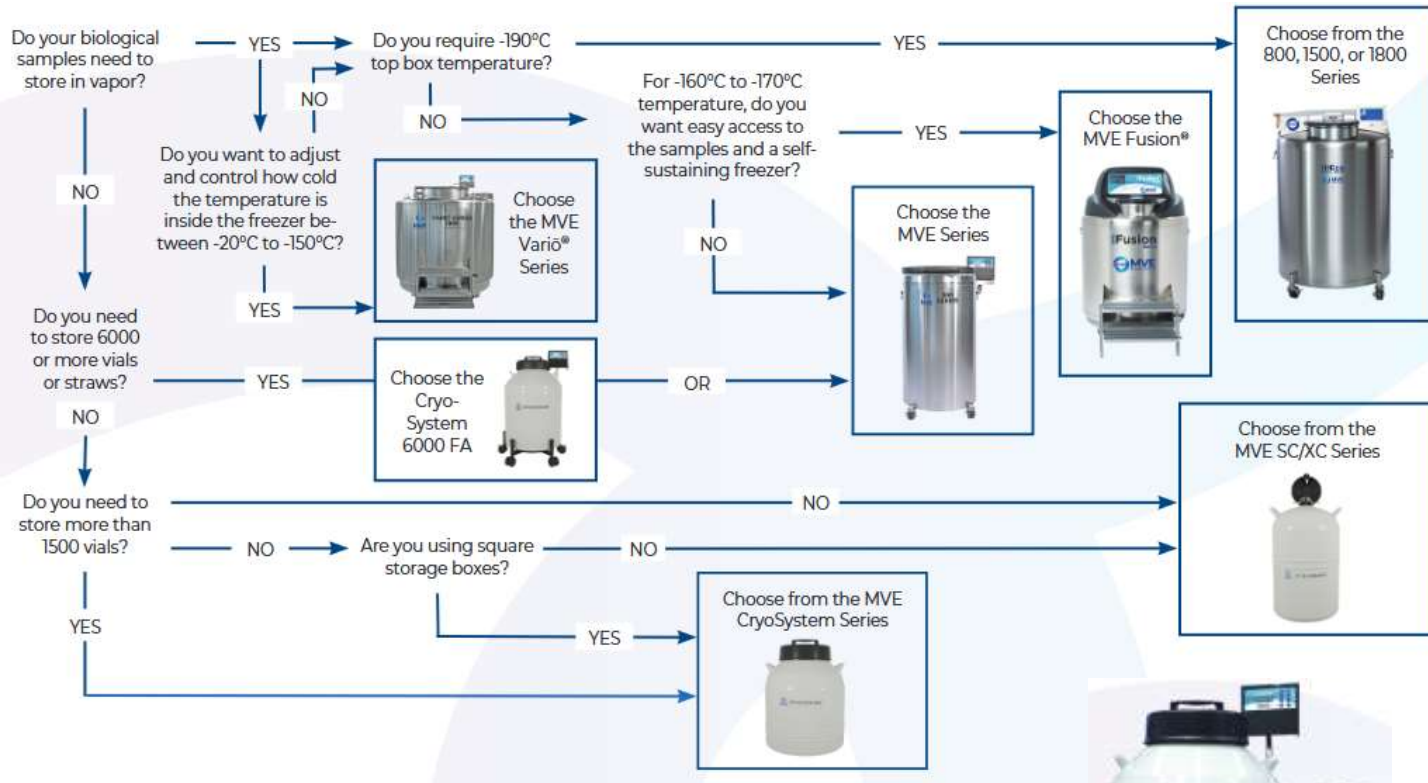 Do your biological
samples need to
store in vapor?
YES
Do you require -190°C
top box temperature?
YES
Choose from the
800, 1500, or 1800
Series
NO
NO
For -160°C to -170°C
temperature, do you
want easy access to
the samples and a self-
sustaining freezer?
YES
Choose the
MVE Fusion®
Fusion
MVE
NO
Do you want to adjust
and control how cold
the temperature is
inside the freezer be-
tween -20°C to -150°C?
YES
Choose
the MVE
Variō®
Series
NO
Choose the
MVE Series
Do you need
to store 6000
or more vials
or straws?
YES
Choose the
Cryo-
System
6000 FA
OR
NO
Do you need to
store more than
1500 vials?
NO
Choose from the
MVE SC/XC Series
NO
Are you using square
storage boxes?
NO
YES
YES
Choose from the MVE
CryoSystem Series